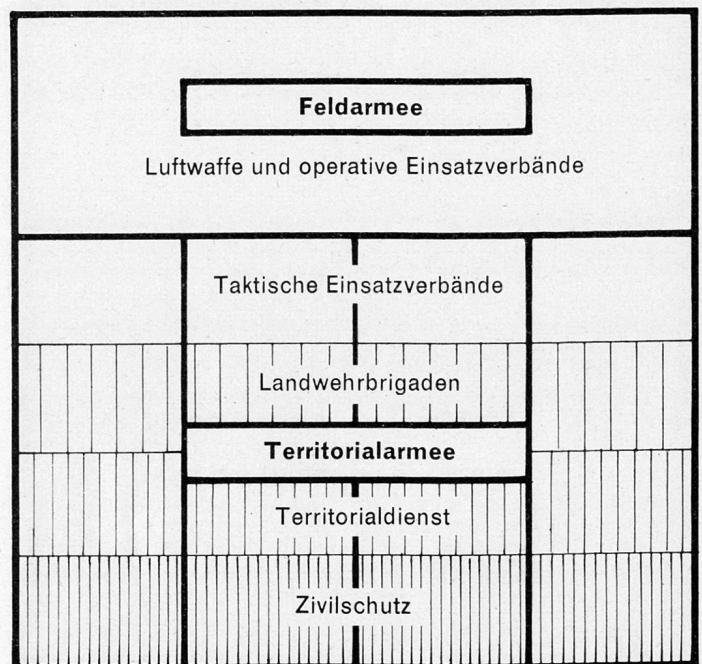 Feldarmee
Luftwaffe und operative Einsatzverbände
Taktische Einsatzverbände
Landwehrbrigaden
Territorialarmee
Territorialdienst
Zivilschutz